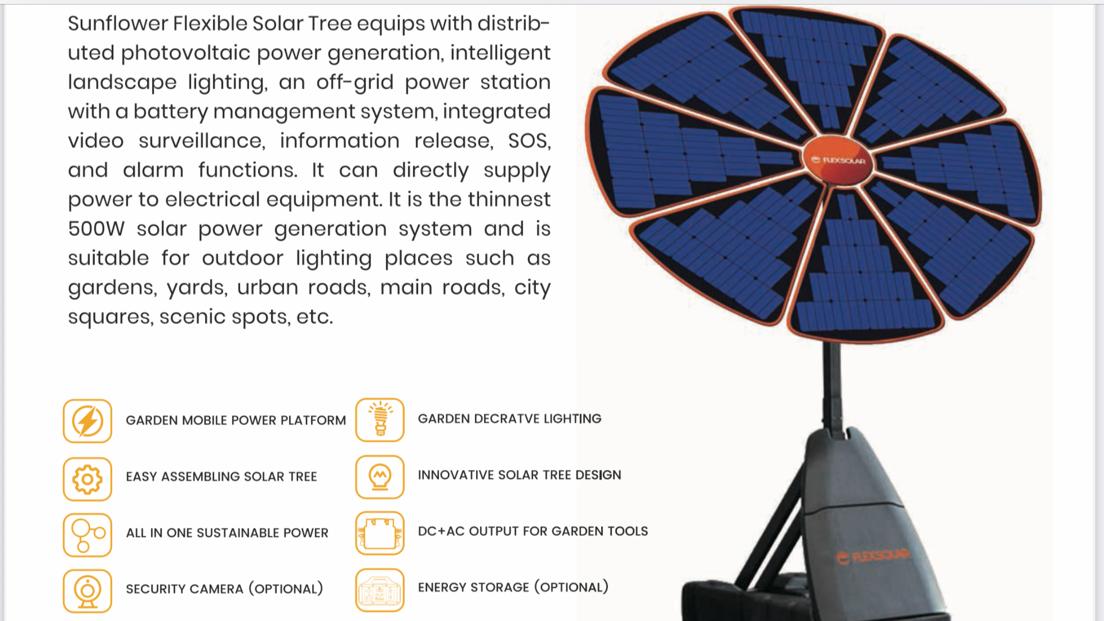 Sunflower Flexible Solar Tree equips with distrib-
uted photovoltaic power generation, intelligent
landscape lighting, an off-grid power station
with a battery management system, integrated
video surveillance, information release, SOS,
and alarm functions. It can directly supply
power to electrical equipment. It is the thinnest
500W solar power generation system and is
suitable for outdoor lighting places such as
gardens, yards, urban roads, main roads, city
squares, scenic spots, etc.
FLEXSOLAR
GARDEN MOBILE POWER PLATFORM
GARDEN DECRATVE LIGHTING
EASY ASSEMBLING SOLAR TREE
INNOVATIVE SOLAR TREE DESIGN
ALL IN ONE SUSTAINABLE POWER
DC+AC OUTPUT FOR GARDEN TOOLS
SECURITY CAMERA (OPTIONAL)
ENERGY STORAGE (OPTIONAL)
FLEXSOLAR